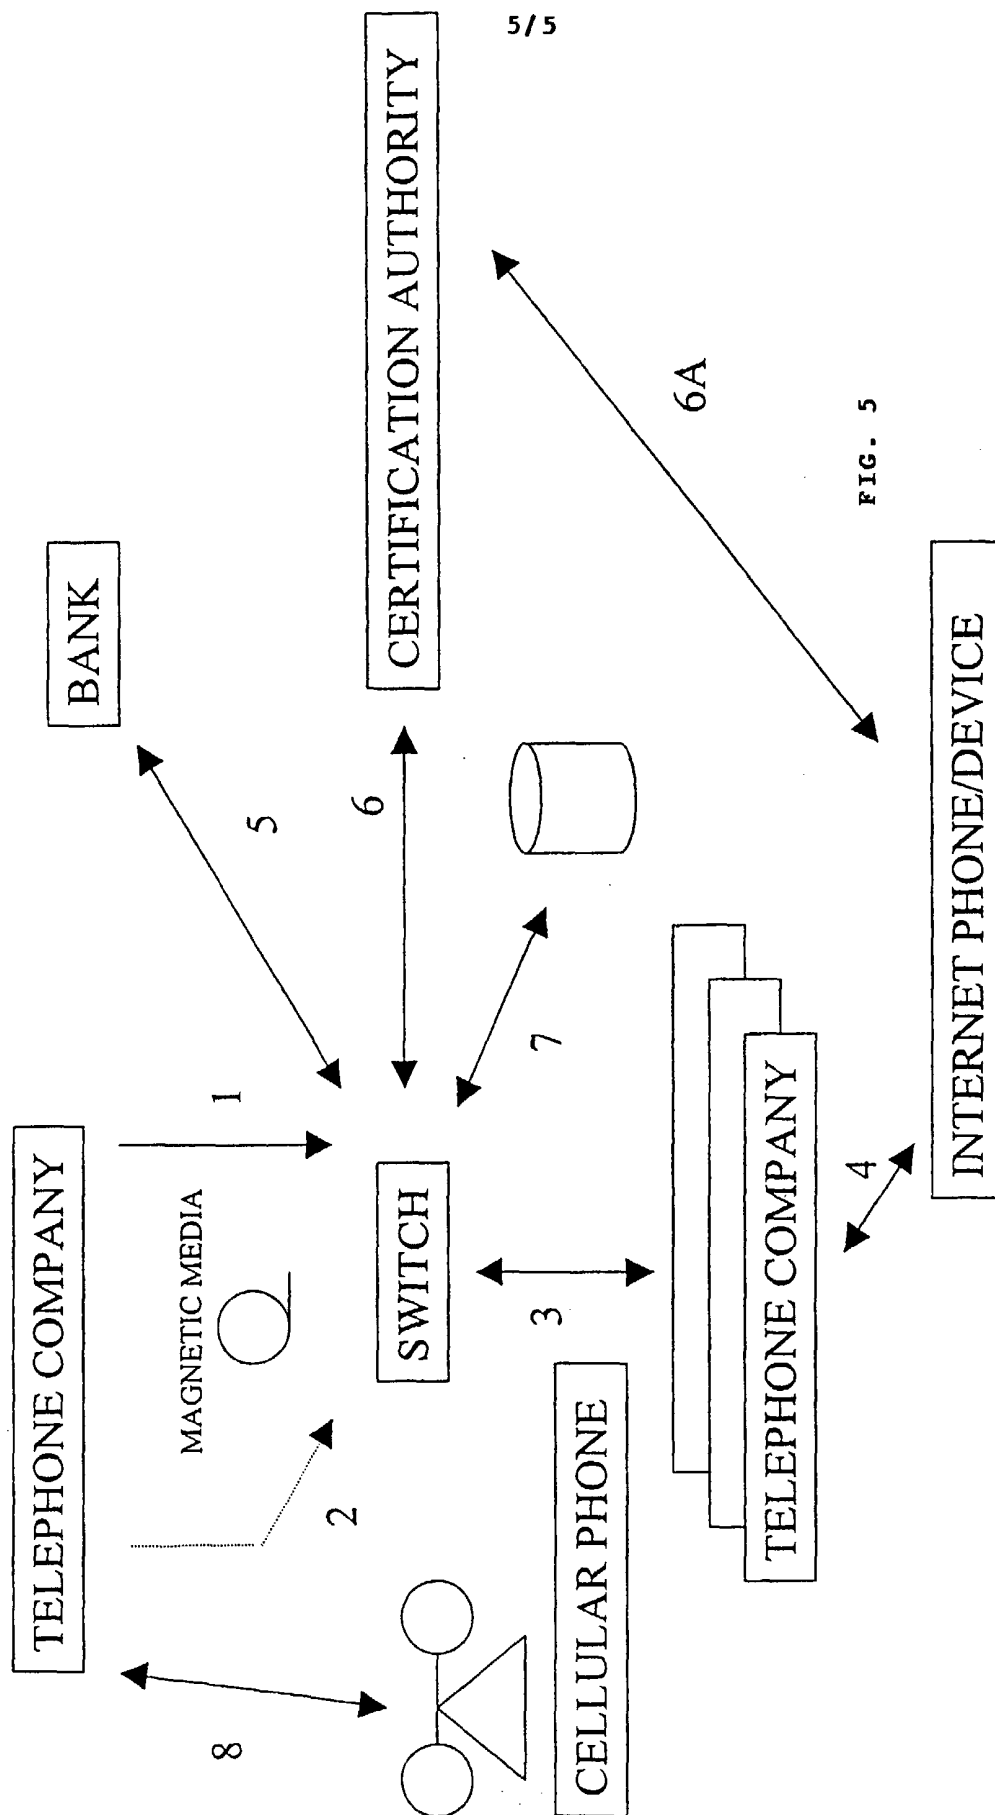 5/5
TELEPHONE COMPANY
BANK
8
2
MAGNETIC MEDIA
1
5
SWITCH
6
CERTIFICATION AUTHORITY
CELLULAR PHONE
3
7
TELEPHONE COMPANY
4
6A
INTERNET PHONE/DEVICE
FIG. 5